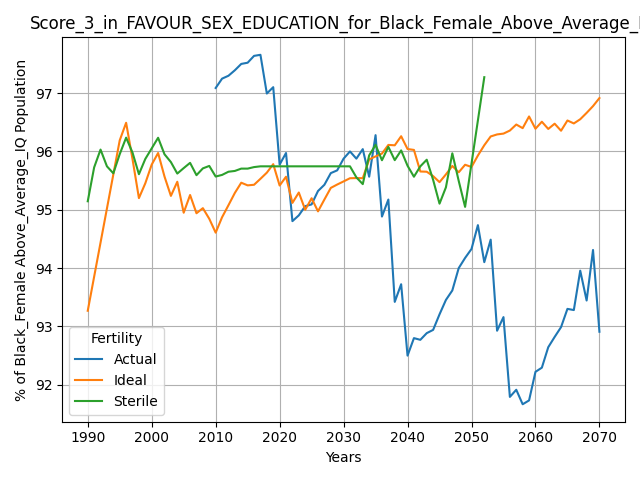 Score_3_in_FAVOUR_SEX_EDUCATION_for_Black_Female_Above_Average_I
% of Black_Female Above_Average_IQ Population
97
96
95
94
93
92
Fertility
Actual
Ideal
Sterile
1990 2000 2010 2020 2030 2040 2050 2060 2070
Years